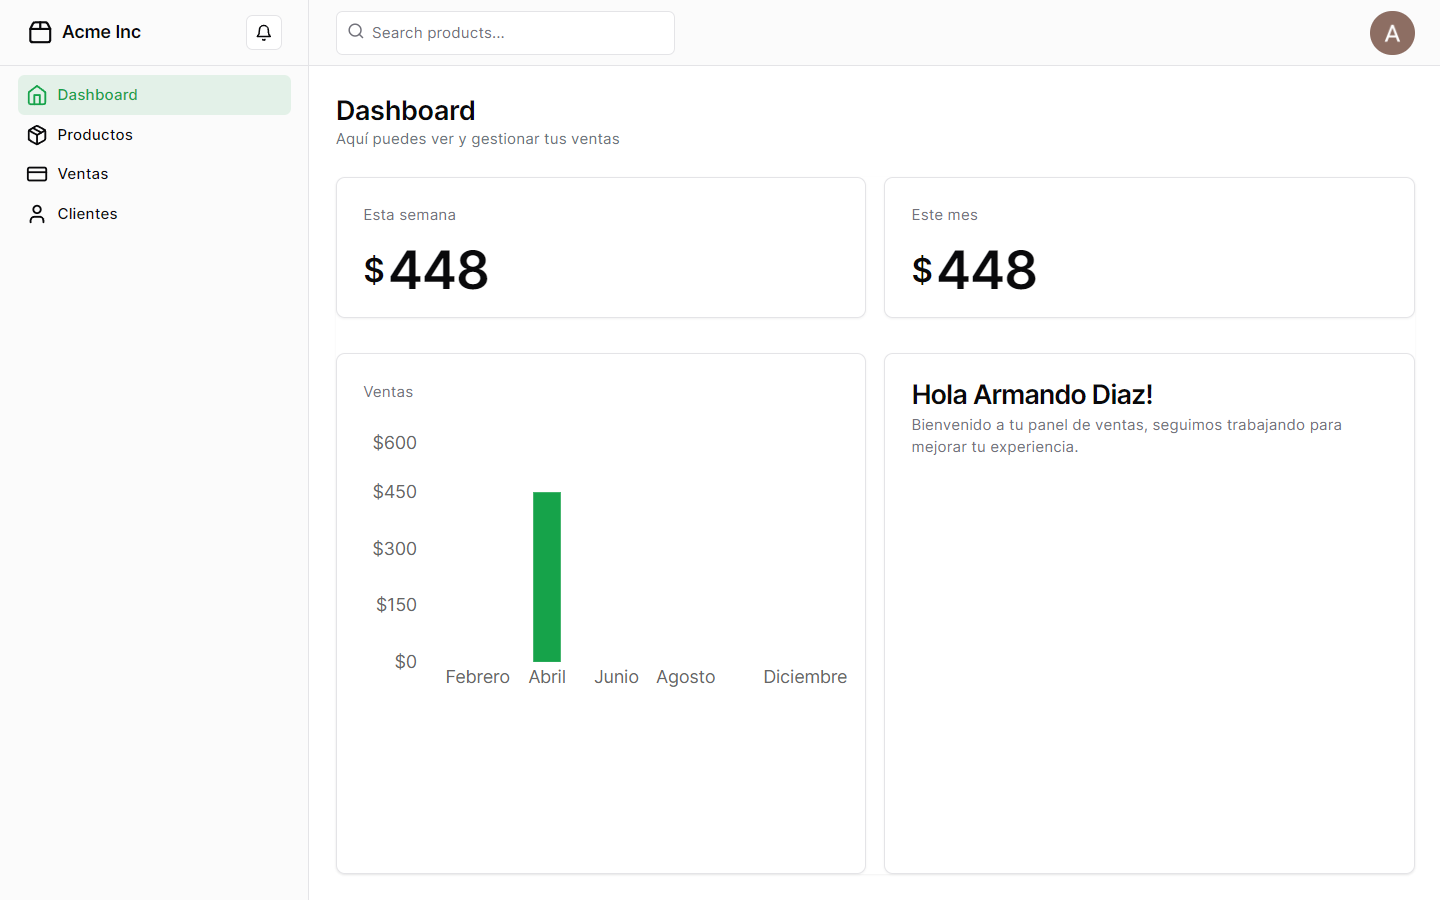 Acme Inc
Search products...
A
Dashboard
Productos
Ventas
Clientes
Dashboard
Aquí puedes ver y gestionar tus ventas
Esta semana
$448
Este mes
$448
Ventas
$600
$450
$300
$150
$0
Febrero Abril Junio Agosto Diciembre
Hola Armando Diaz!
Bienvenido a tu panel de ventas, seguimos trabajando para
mejorar tu experiencia.